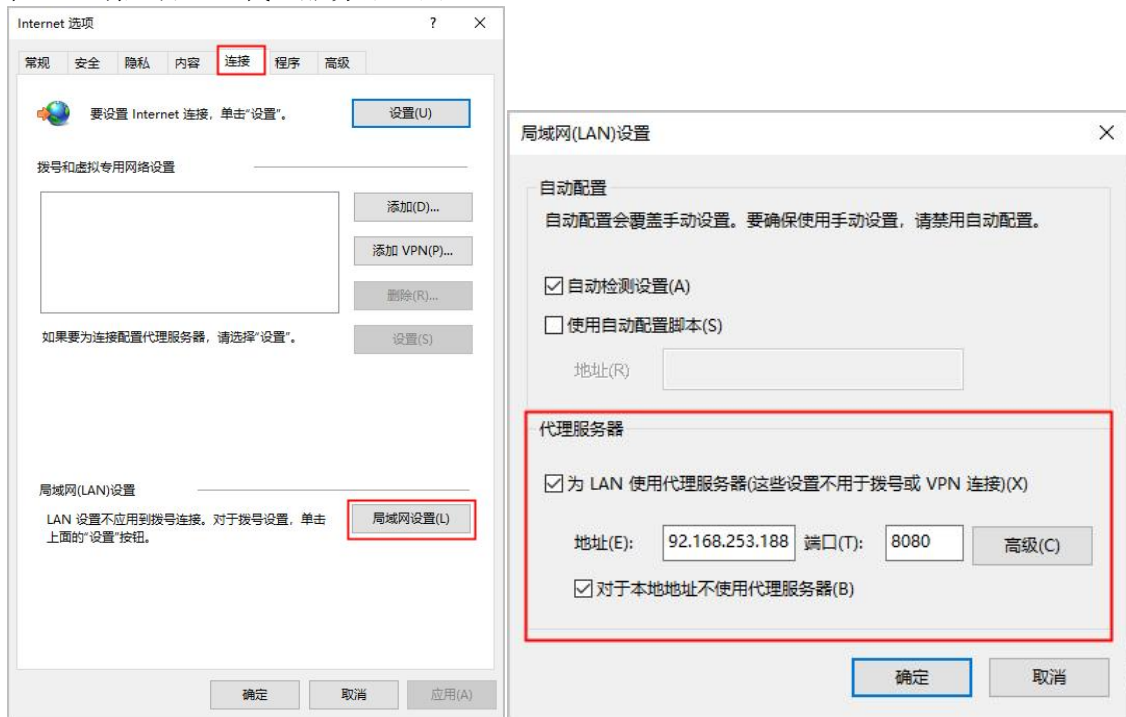 Internet 选项
? ×
常规 安全 隐私 内容 连接 程序 高级
要设置 Internet 连接，单击“设置”。
设置(U)
拨号和虚拟专用网络设置
添加(D)...
添加 VPN(P)...
删除(R)...
如果要为连接配置代理服务器，请选择“设置”。
设置(S)
局域网(LAN)设置
LAN 设置不应用到拨号连接。对于拨号设置，单击
上面的“设置”按钮。
局域网设置(L)
确定 取消 应用(A)
局域网(LAN)设置
×
自动配置
自动配置会覆盖手动设置。要确保使用手动设置，请禁用自动配置。
自动检测设置(A)
使用自动配置脚本(S)
地址(R)
代理服务器
为 LAN 使用代理服务器(这些设置不用于拨号或 VPN 连接)(X)
地址(E): 92.168.253.188 端口(T): 8080 高级(C)
对于本地地址不使用代理服务器(B)
确定 取消